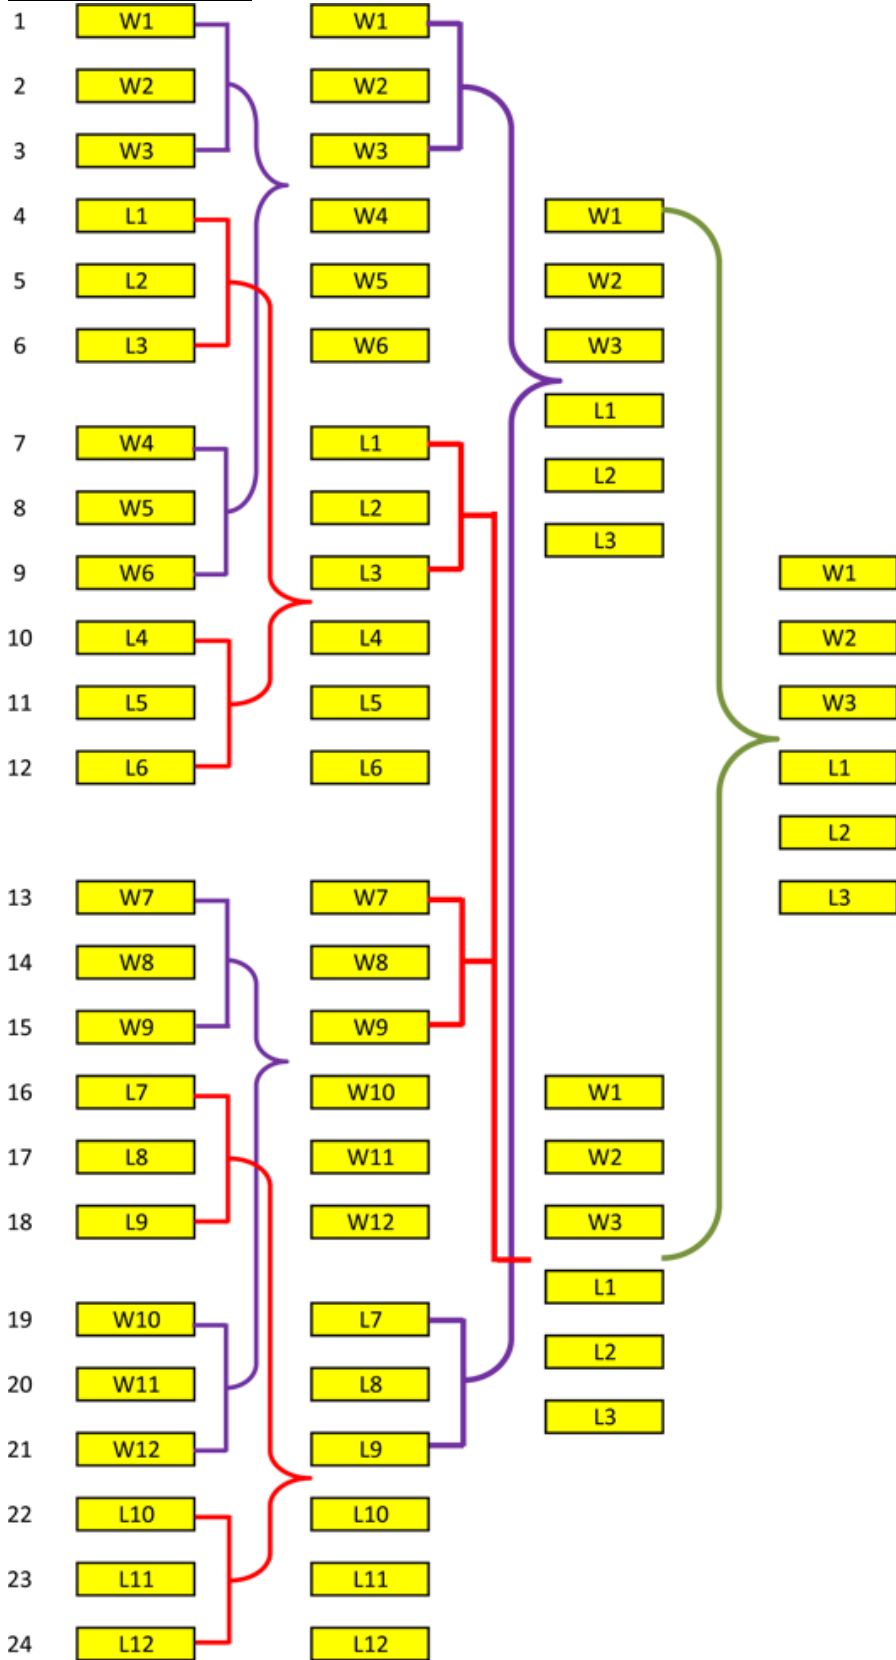 1 W1 W1
2 W2 W2
3 W3 W3
4 L1 W4 W1
5 L2 W5 W2
6 L3 W6 W3
L1
7 W4 L1
8 W5 L2 L2
L3
9 W6 L3 W1
10 L4 L4 W2
11 L5 L5 W3
12 L6 L6 L1
L2
13 W7 W7 L3
14 W8 W8
15 W9 W9
16 L7 W10 W1
17 L8 W11 W2
18 L9 W12 W3
L1
19 W10 L7
L2
20 W11 L8
L3
21 W12 L9
22 L10 L10
23 L11 L11
24 L12 L12